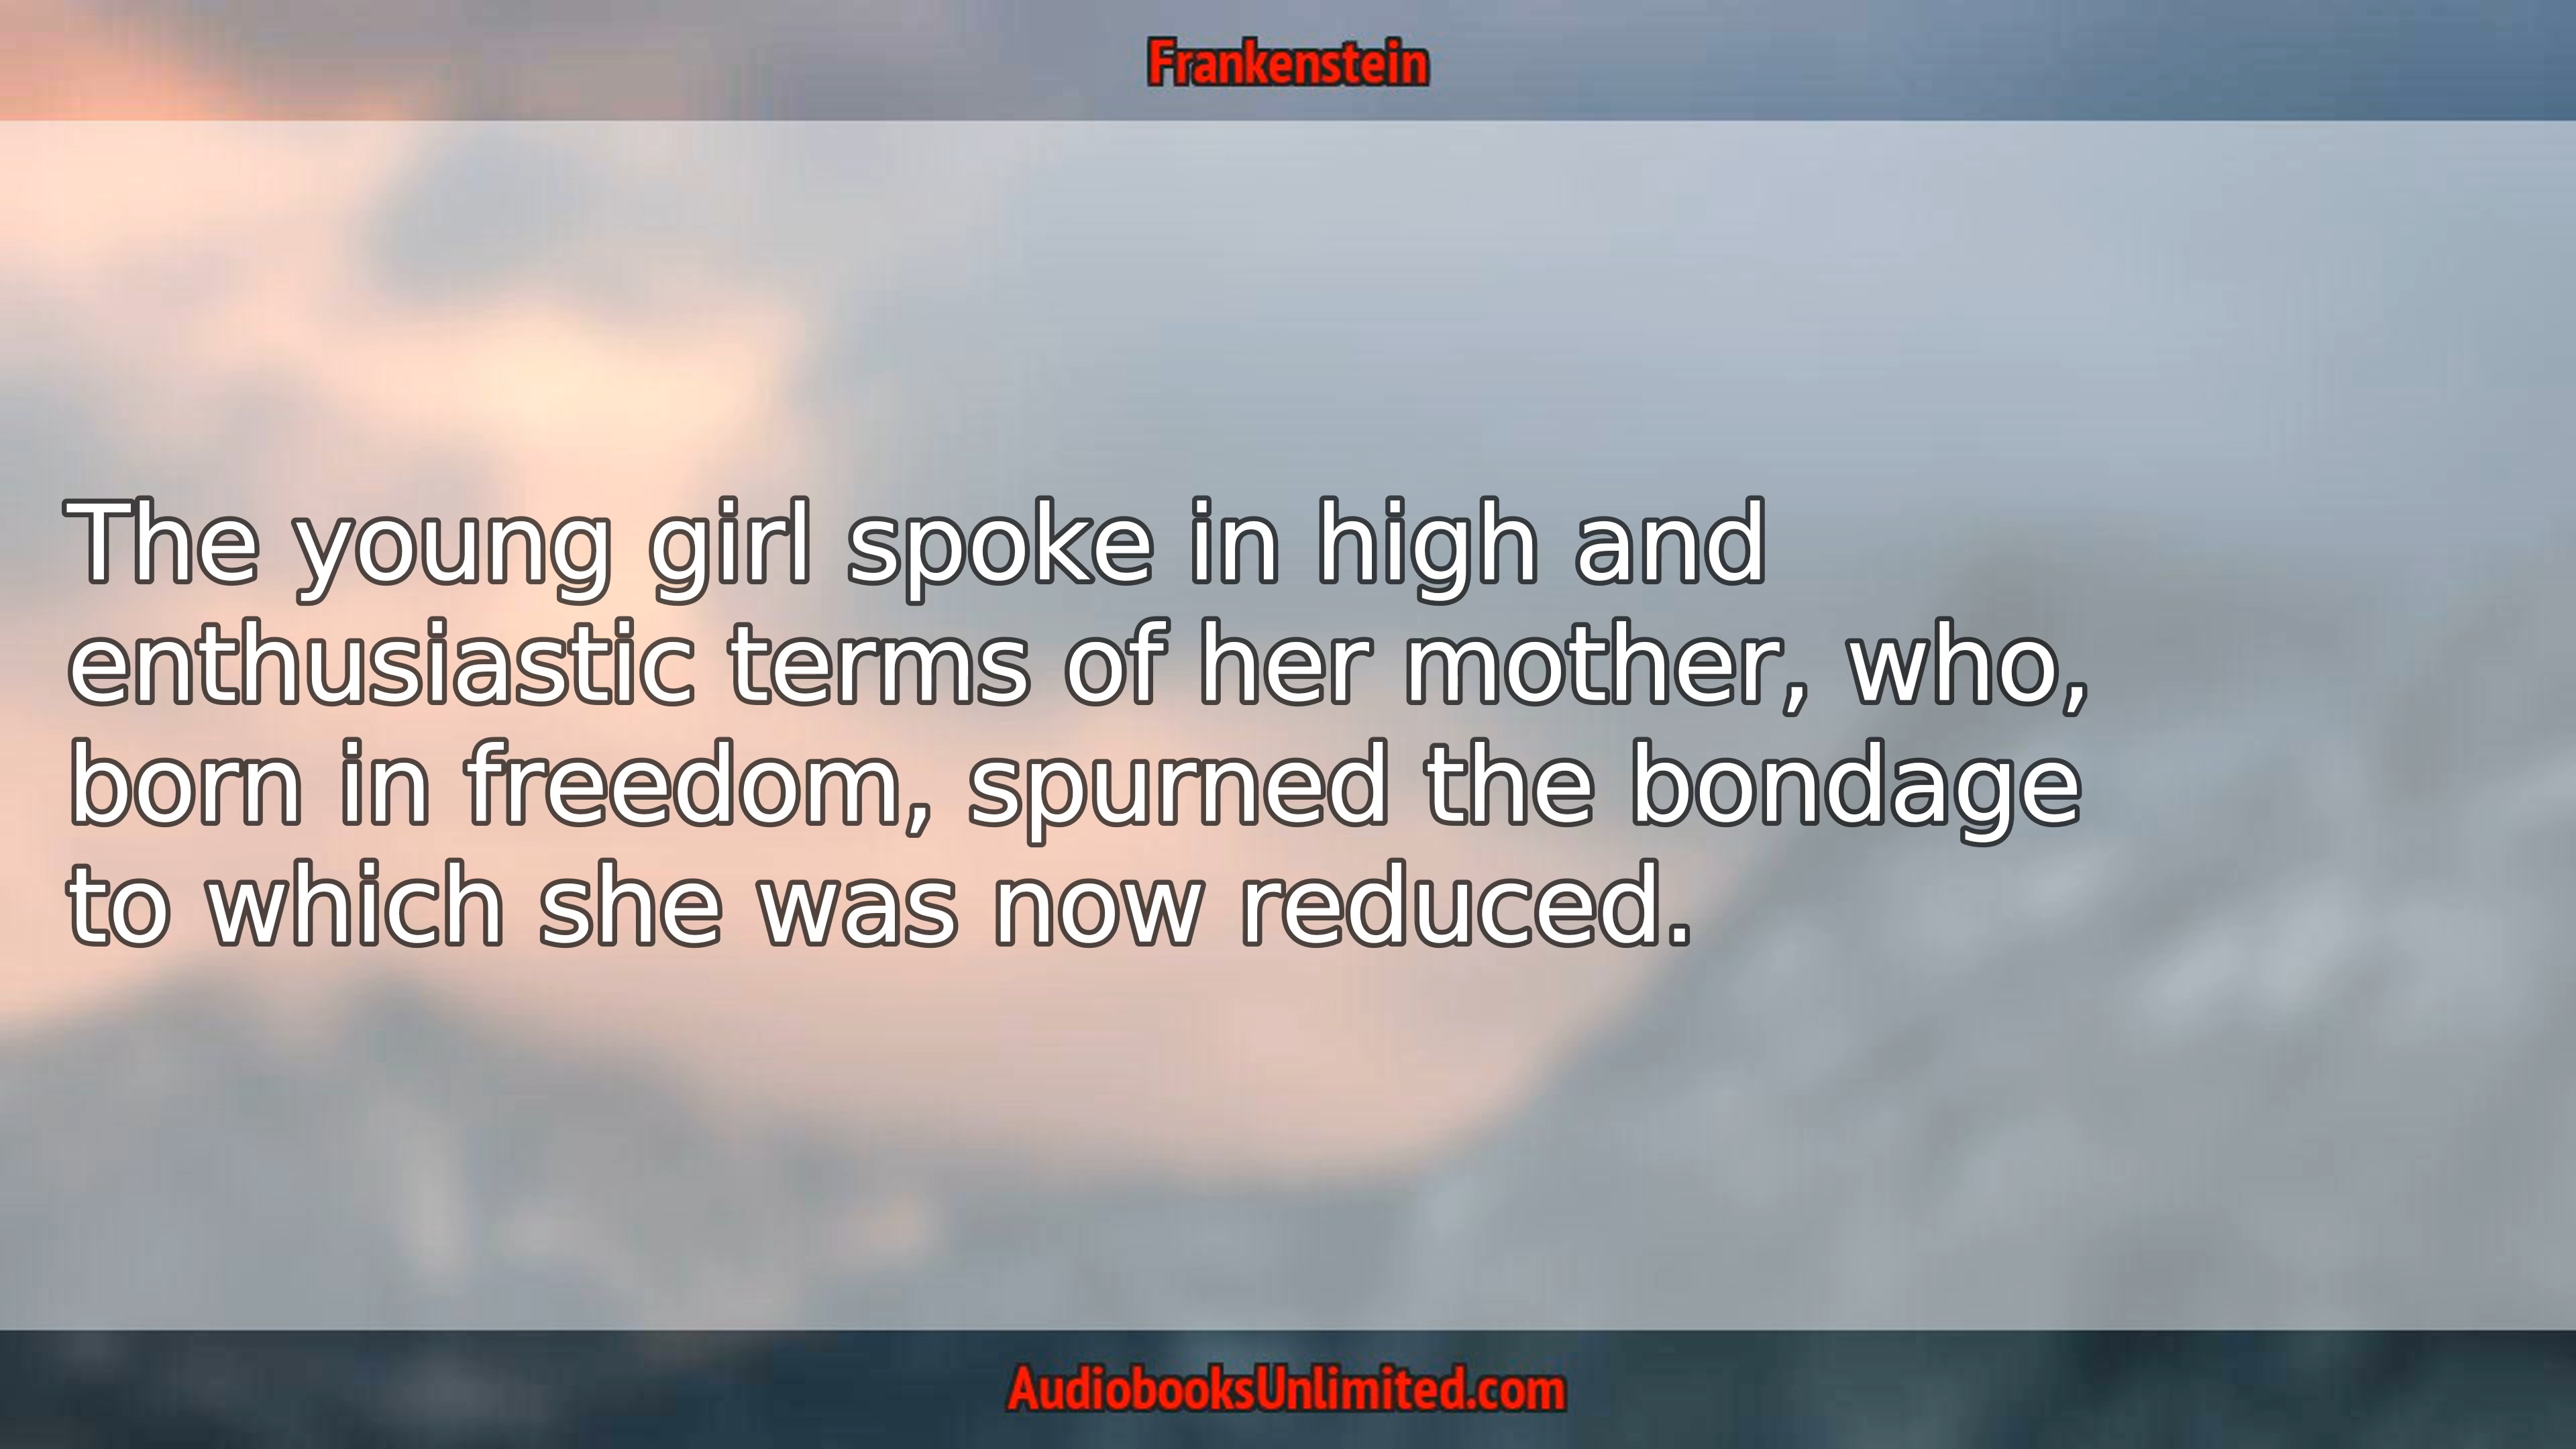 Frankenstein
The young girl spoke in high and
enthusiastic terms of her mother, who,
born in freedom, spurned the bondage
to which she was now reduced.
AudiobooksUnlimited.com